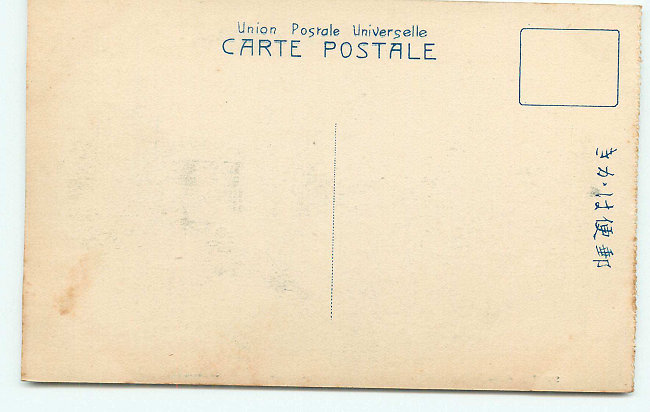 Union Postale Universelle
CARTE POSTALE
郵便はかき